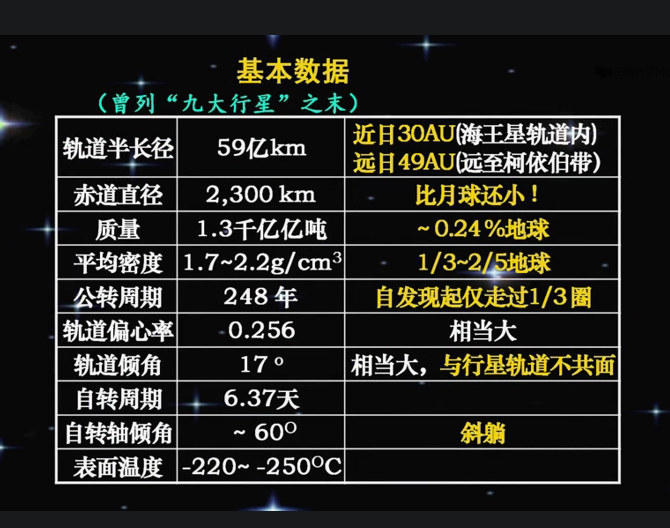 基本数据
（曾列“九大行星”之末）
轨道半长径 59亿km 近日30AU(海王星轨道内)
远日49AU(远至柯依伯带)
赤道直径 2,300 km 比月球还小！
质量 1.3千亿亿吨 ~0.24%地球
平均密度 1.7~2.2g/cm³ 1/3~2/5地球
公转周期 248 年 自发现起仅走过1/3圈
轨道偏心率 0.256 相当大
轨道倾角 17 º 相当大，与行星轨道不共面
自转周期 6.37天
自转轴倾角 ~ 60º 斜躺
表面温度 -220~ -250ºC